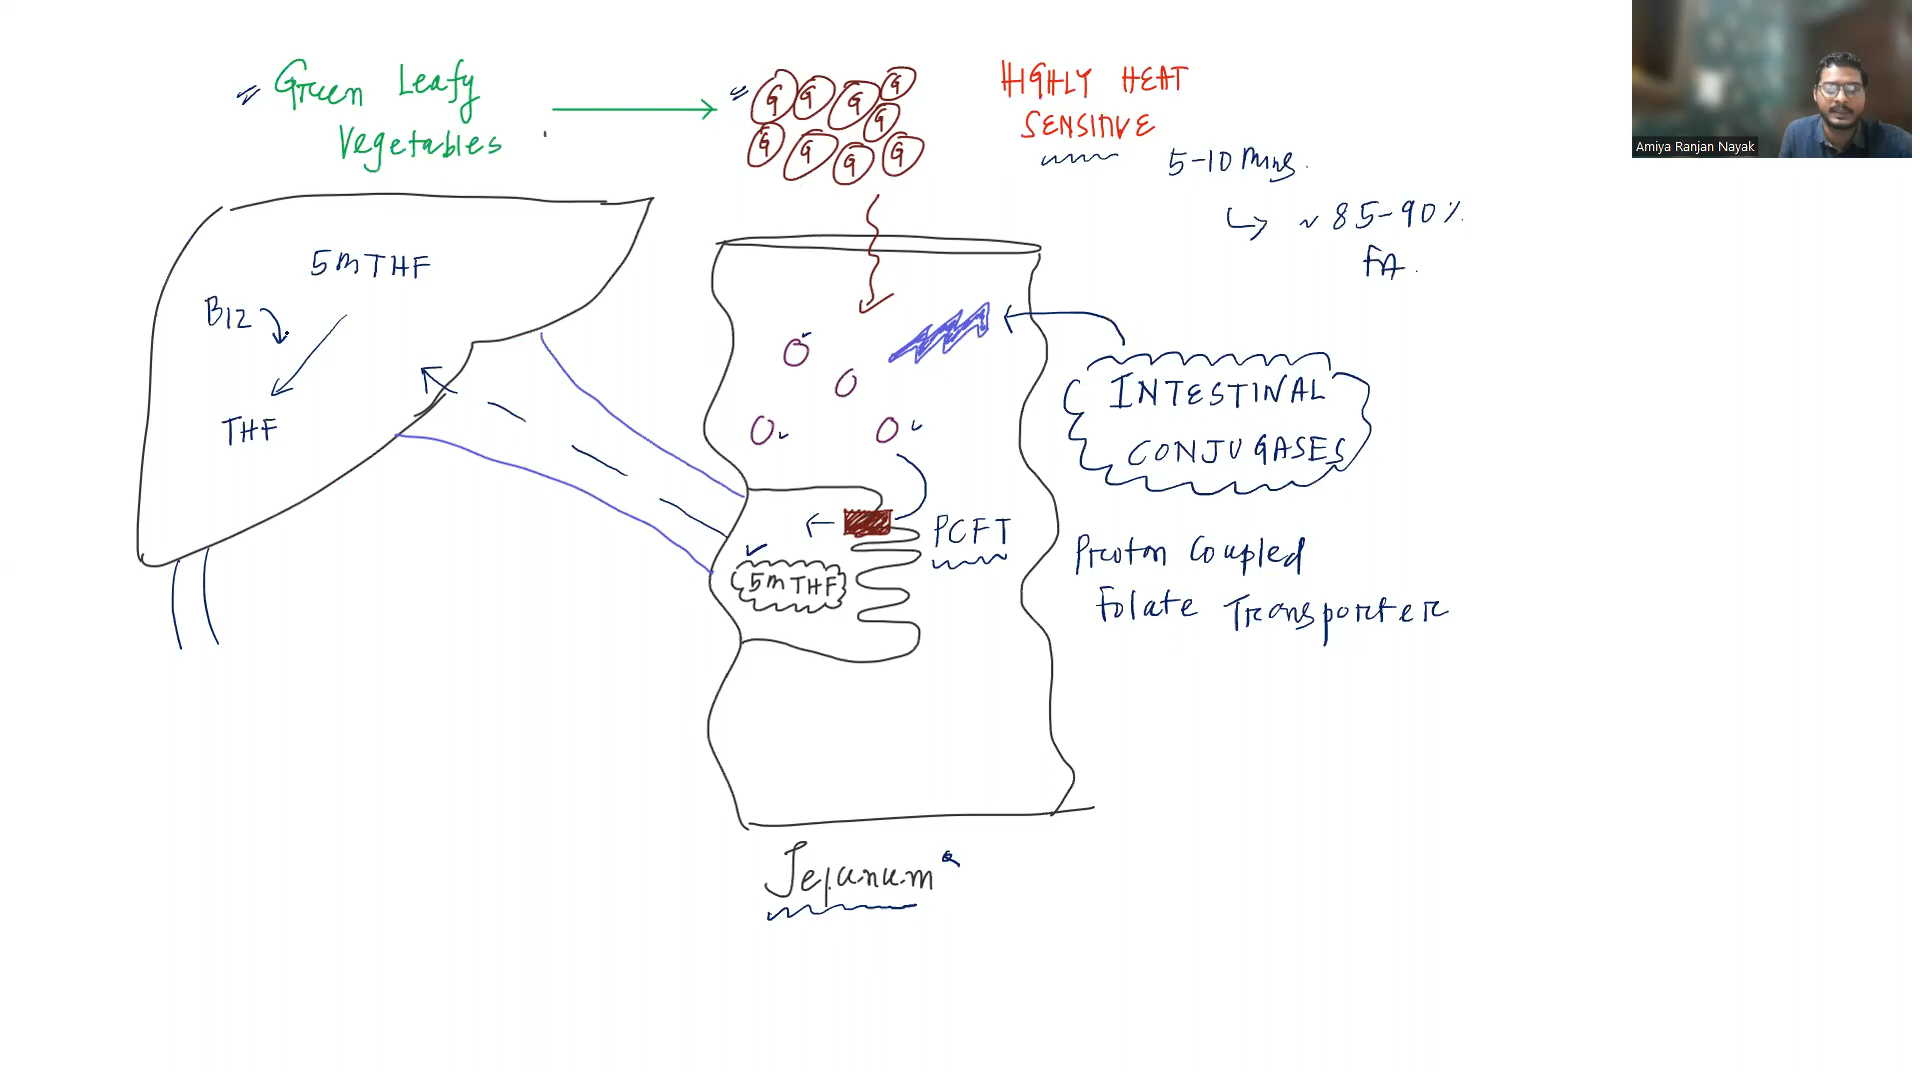 Green Leafy
Vegetables
G G G G
G
G G G G
HIGHLY HEAT
SENSITIVE
5-10 Mins.
~ 85-90%
FA.
Amiya Ranjan Nayak
5mTHF
B12
THF
INTESTINAL
CONJUGASES
PCFT
5mTHF
Proton Coupled
Folate Transporter
Jejunum